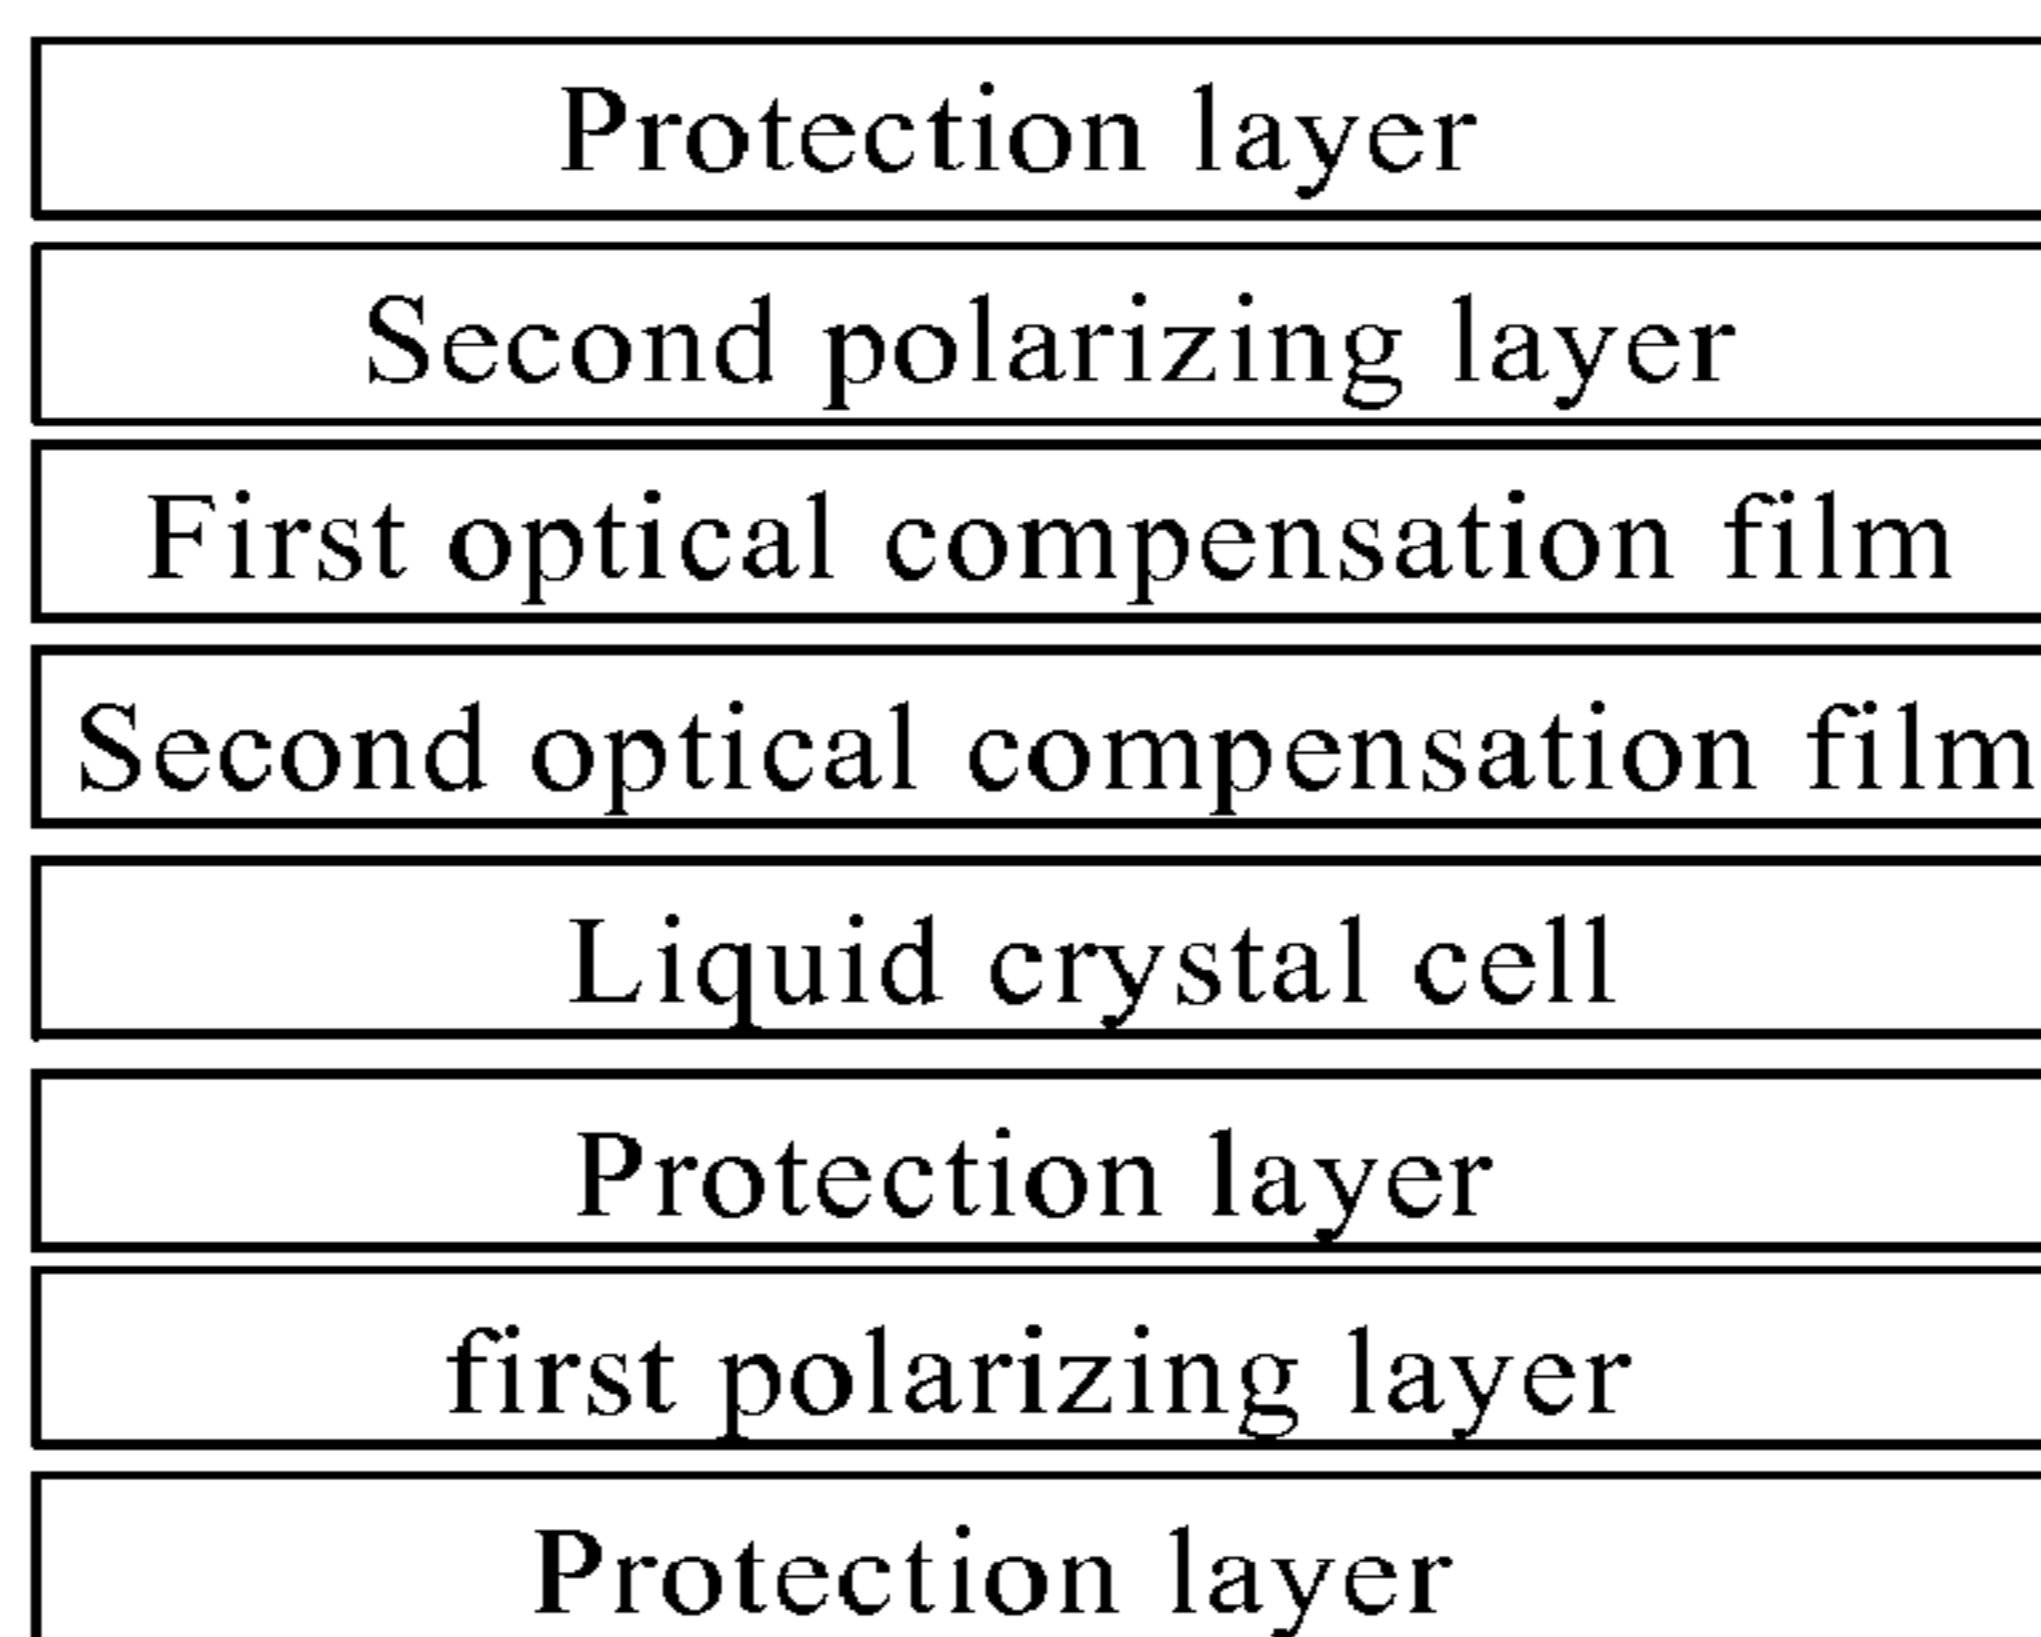 Protection layer
Second polarizing layer
First optical compensation film
Second optical compensation film
Liquid crystal cell
Protection layer
first polarizing layer
Protection layer